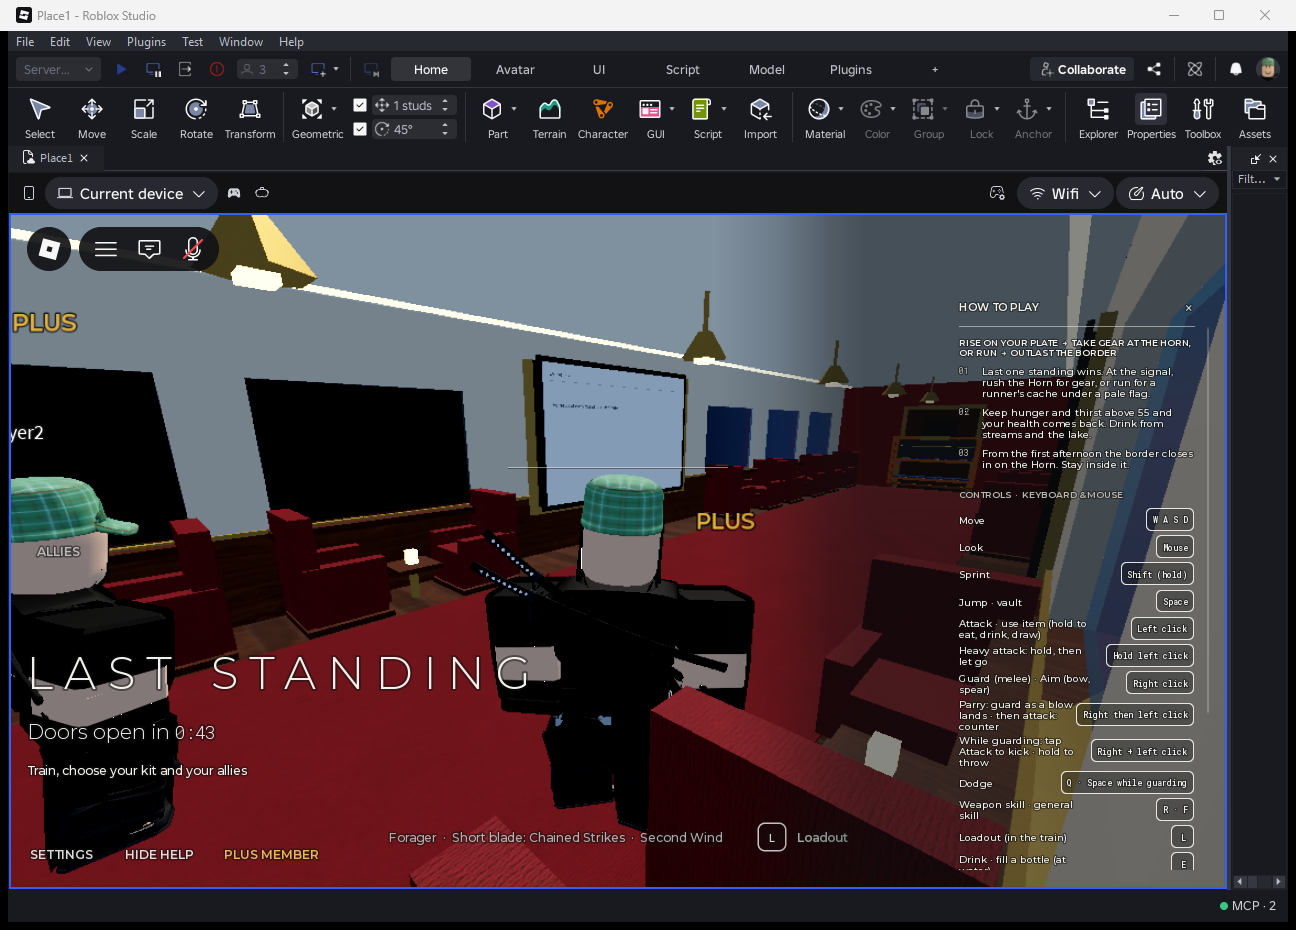 Place1 - Roblox Studio
File Edit View Plugins Test Window Help
Server... 3 Home Avatar UI Script Model Plugins + Collaborate
1 studs
45°
Select Move Scale Rotate Transform Geometric Part Terrain Character GUI Script Import Material Color Group Lock Anchor Explorer Properties Toolbox Assets
Place1
Filt...
Current device Wifi Auto
PLUS
yer2
ALLIES
PLUS
LAST STANDING
Doors open in 0:43
Train, choose your kit and your allies
Forager · Short blade: Chained Strikes · Second Wind L Loadout
SETTINGS HIDE HELP PLUS MEMBER
HOW TO PLAY ×
RISE ON YOUR PLATE → TAKE GEAR AT THE HORN,
OR RUN → OUTLAST THE BORDER
01 Last one standing wins. At the signal,
rush the Horn for gear, or run for a
runner's cache under a pale flag.
02 Keep hunger and thirst above 55 and
your health comes back. Drink from
streams and the lake.
03 From the first afternoon the border closes
in on the Horn. Stay inside it.
CONTROLS · KEYBOARD & MOUSE
Move W A S D
Look Mouse
Sprint Shift (hold)
Jump · vault Space
Attack · use item (hold to
eat, drink, draw) Left click
Heavy attack: hold, then
let go Hold left click
Guard (melee) · Aim (bow,
spear) Right click
Parry: guard as a blow
lands · then attack:
counter Right then left click
While guarding: tap
Attack to kick · hold to
throw Right + left click
Dodge Q · Space while guarding
Weapon skill · general
skill R · F
Loadout (in the train) L
Drink · fill a bottle (at
water) E
MCP · 2